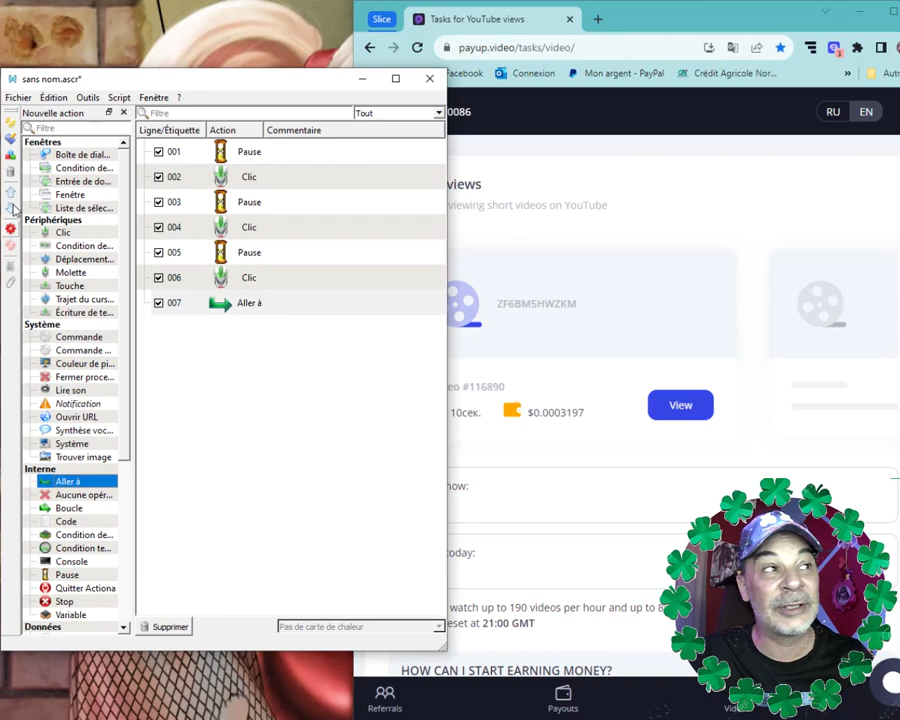 Slice
Tasks for YouTube views
payup.video/tasks/video/
3
Facebook
Connexion
Mon argent - PayPal
Crédit Agricole Nor...
»
sans nom.ascr*
Fichier Édition Outils Script Fenêtre ?
Nouvelle action
Filtre
Tout
0086
RU EN
Filtre
Ligne/Étiquette Action Commentaire
Fenêtres
Boîte de dial...
Condition de...
Entrée de do...
Fenêtre
Liste de sélec...
Périphériques
Clic
Condition de...
Déplacement...
Molette
Touche
Trajet du curs...
Écriture de te...
Système
Commande
Commande ...
Couleur de pi...
Fermer proce...
Lire son
Notification
Ouvrir URL
Synthèse voc...
Système
Trouver image
Interne
Aller à
Aucune opér...
Boucle
Code
Condition de...
Condition te...
Console
Pause
Quitter Actiona
Stop
Variable
Données
001 Pause
002 Clic
003 Pause
004 Clic
005 Pause
006 Clic
007 Aller à
Supprimer
Pas de carte de chaleur
views
viewing short videos on YouTube
ZF6BM5HWZKM
eo #116890
10сек. $0.0003197
View
now:
today:
watch up to 190 videos per hour and up to 8
eset at 21:00 GMT
HOW CAN I START EARNING MONEY?
Referrals
Payouts